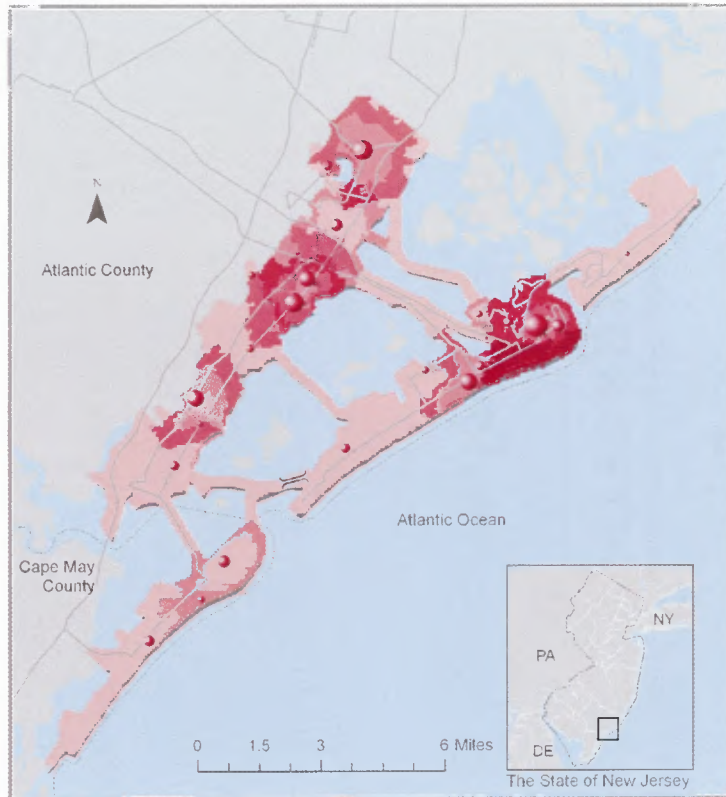 N
Atlantic County
Atlantic Ocean
Cape May
County
0 1.5 3 6 Miles
NY
PA
DE
The State of New Jersey